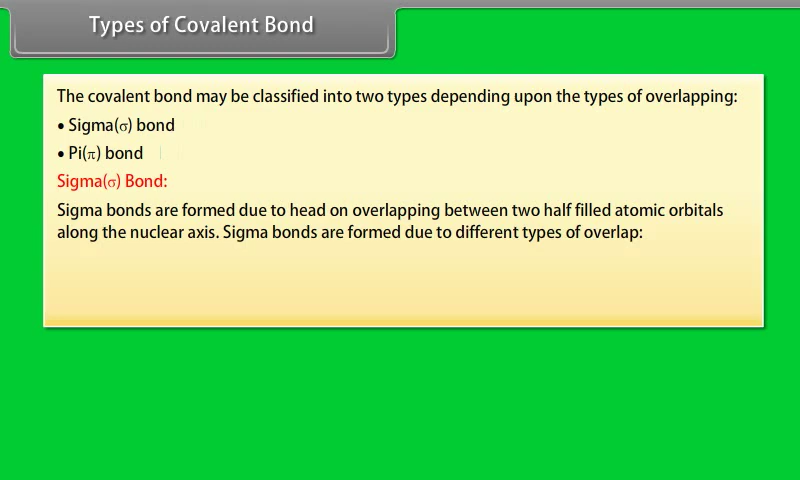 Types of Covalent Bond
The covalent bond may be classified into two types depending upon the types of overlapping:
• Sigma(σ) bond
• Pi(π) bond
Sigma(σ) Bond:
Sigma bonds are formed due to head on overlapping between two half filled atomic orbitals
along the nuclear axis. Sigma bonds are formed due to different types of overlap: